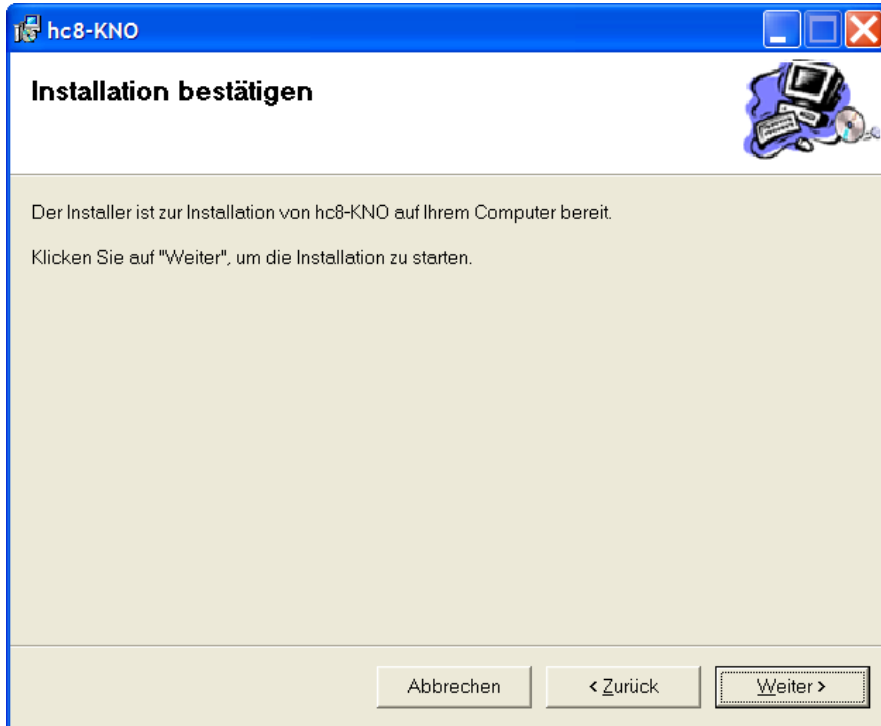 hc8-KNO
Installation bestätigen
Der Installer ist zur Installation von hc8-KNO auf Ihrem Computer bereit.
Klicken Sie auf "Weiter", um die Installation zu starten.
Abbrechen
< Zurück
Weiter >